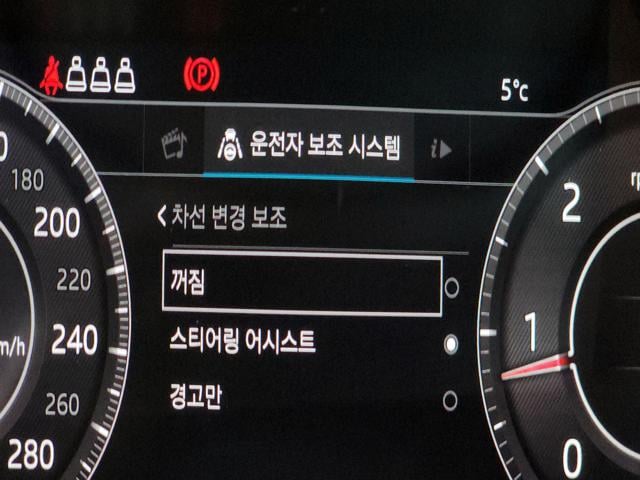 P
5°c
운전자 보조 시스템
i
차선 변경 보조
꺼짐
스티어링 어시스트
경고만
180
200
220
240
260
280
m/h
0
2
1
0